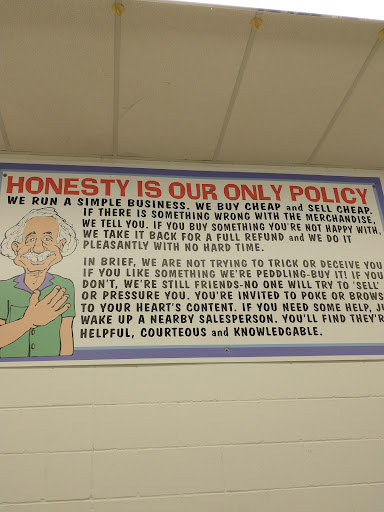 HONESTY IS OUR ONLY POLICY
WE RUN A SIMPLE BUSINESS. WE BUY CHEAP and SELL CHEAP.
IF THERE IS SOMETHING WRONG WITH THE MERCHANDISE,
WE TELL YOU. IF YOU BUY SOMETHING YOU'RE NOT HAPPY WITH,
WE TAKE IT BACK FOR A FULL REFUND and WE DO IT
PLEASANTLY WITH NO HARD TIME.
IN BRIEF, WE ARE NOT TRYING TO TRICK OR DECEIVE YOU
IF YOU LIKE SOMETHING WE'RE PEDDLING-BUY IT! IF YOU
DON'T, WE'RE STILL FRIENDS-NO ONE WILL TRY TO 'SELL'
OR PRESSURE YOU. YOU'RE INVITED TO POKE OR BROWS
TO YOUR HEART'S CONTENT. IF YOU NEED SOME HELP, JU
WAKE UP A NEARBY SALESPERSON. YOU'LL FIND THEY'R
HELPFUL, COURTEOUS and KNOWLEDGABLE.